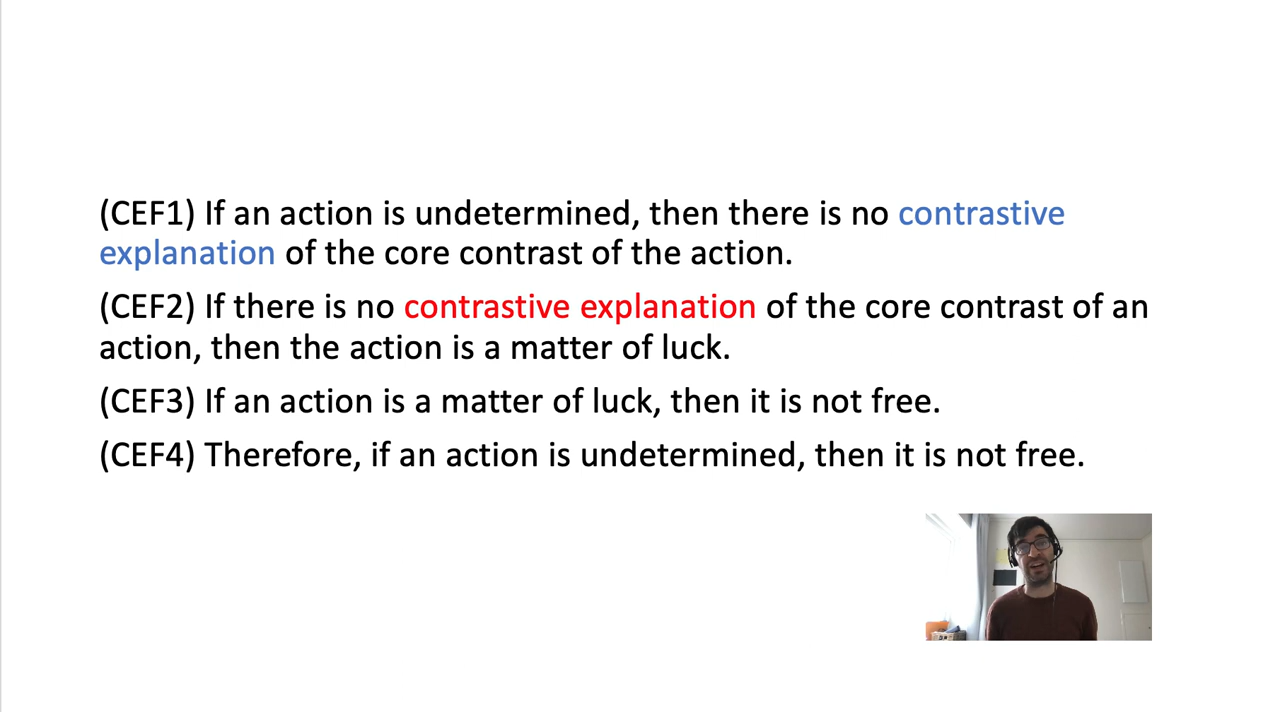 (CEF1) If an action is undetermined, then there is no contrastive
explanation of the core contrast of the action.
(CEF2) If there is no contrastive explanation of the core contrast of an
action, then the action is a matter of luck.
(CEF3) If an action is a matter of luck, then it is not free.
(CEF4) Therefore, if an action is undetermined, then it is not free.